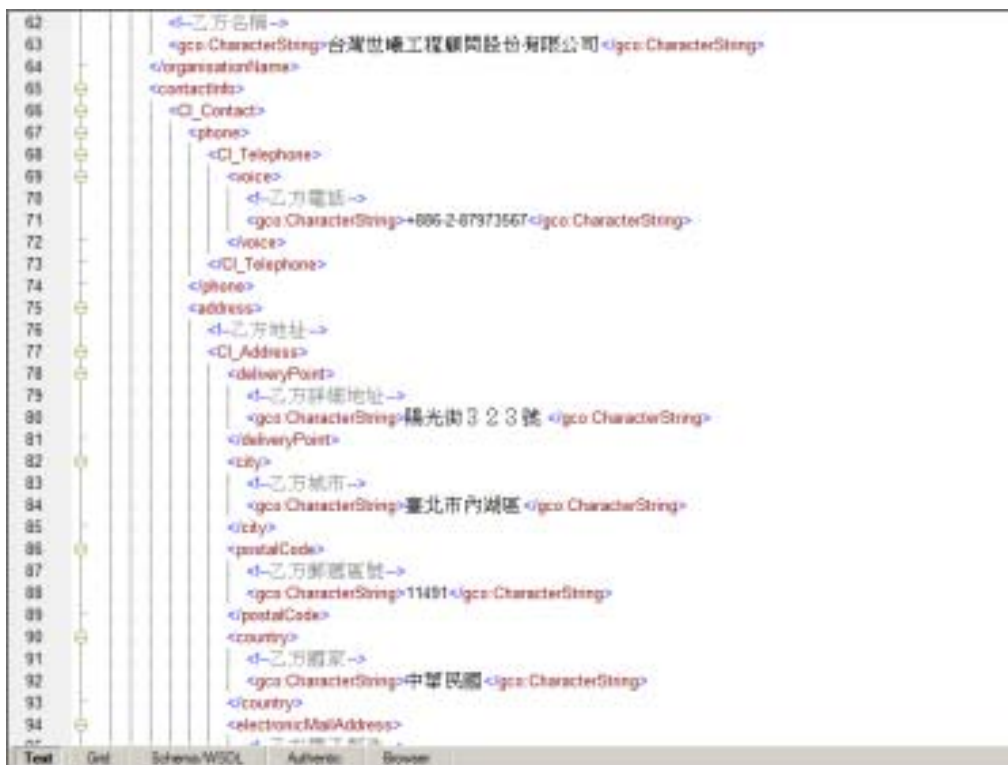 62 <!--乙方名稱-->
63 <gco:CharacterString>台灣世曦工程顧問股份有限公司</gco:CharacterString>
64 </organisationName>
65 <contactInfo>
66 <CI_Contact>
67 <phone>
68 <CI_Telephone>
69 <voice>
70 <!--乙方電話-->
71 <gco:CharacterString>+886-2-87973567</gco:CharacterString>
72 </voice>
73 </CI_Telephone>
74 </phone>
75 <address>
76 <!--乙方地址-->
77 <CI_Address>
78 <deliveryPoint>
79 <!--乙方詳細地址-->
80 <gco:CharacterString>陽光街３２３號 </gco:CharacterString>
81 </deliveryPoint>
82 <city>
83 <!--乙方城市-->
84 <gco:CharacterString>臺北市內湖區</gco:CharacterString>
85 </city>
86 <postalCode>
87 <!--乙方郵遞區號-->
88 <gco:CharacterString>11491</gco:CharacterString>
89 </postalCode>
90 <country>
91 <!--乙方國家-->
92 <gco:CharacterString>中華民國</gco:CharacterString>
93 </country>
94 <electronicMailAddress>
Text Grid Schema/WSDL Authentic Browser